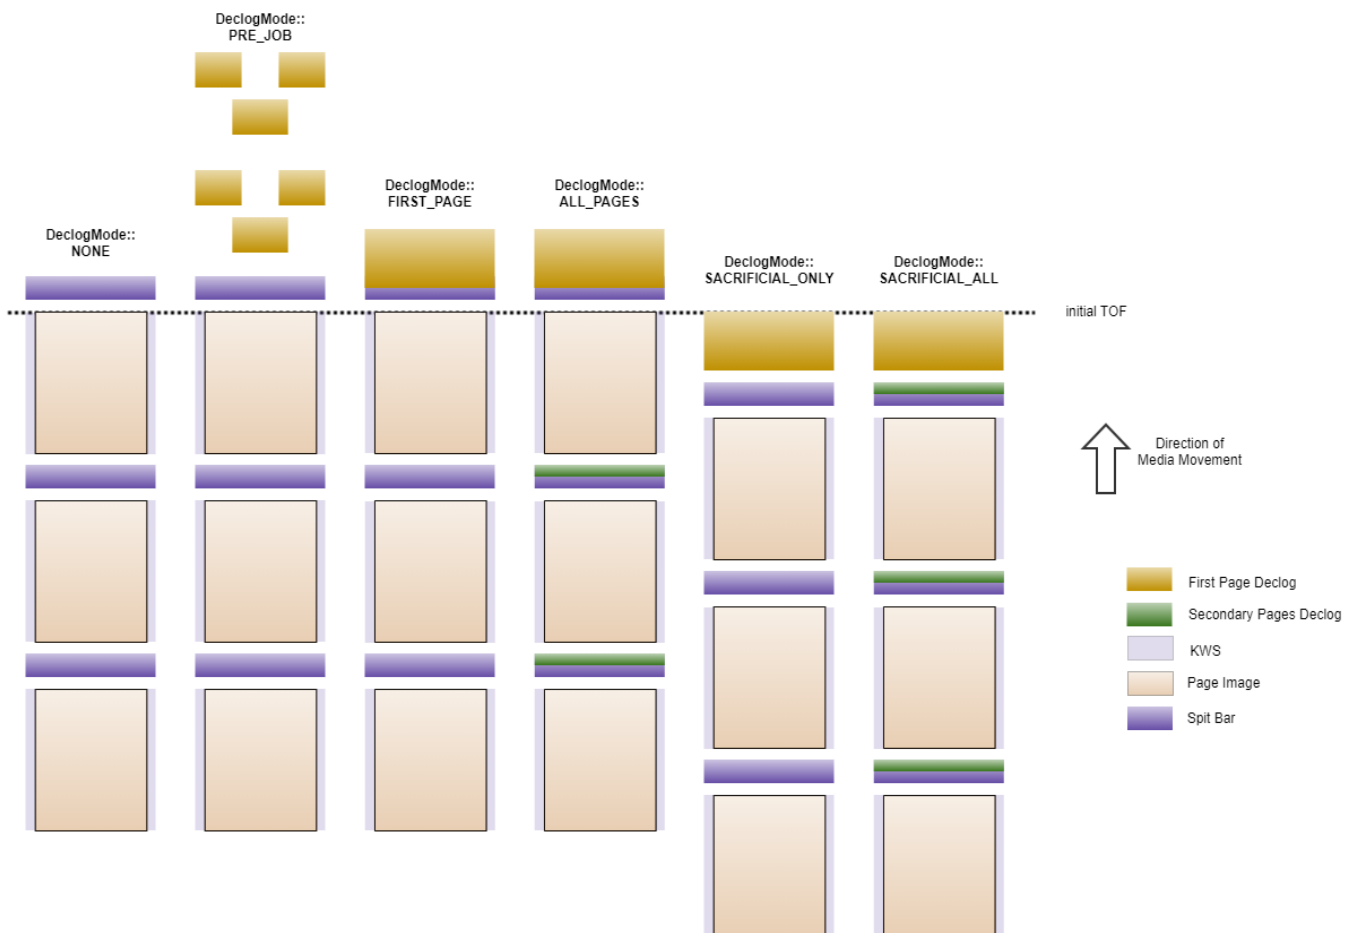 DeclogMode::
PRE_JOB
DeclogMode::
FIRST_PAGE
DeclogMode::
ALL_PAGES
DeclogMode::
NONE
DeclogMode::
SACRIFICIAL_ONLY
DeclogMode::
SACRIFICIAL_ALL
initial TOF
Direction of
Media Movement
First Page Declog
Secondary Pages Declog
KWS
Page Image
Spit Bar